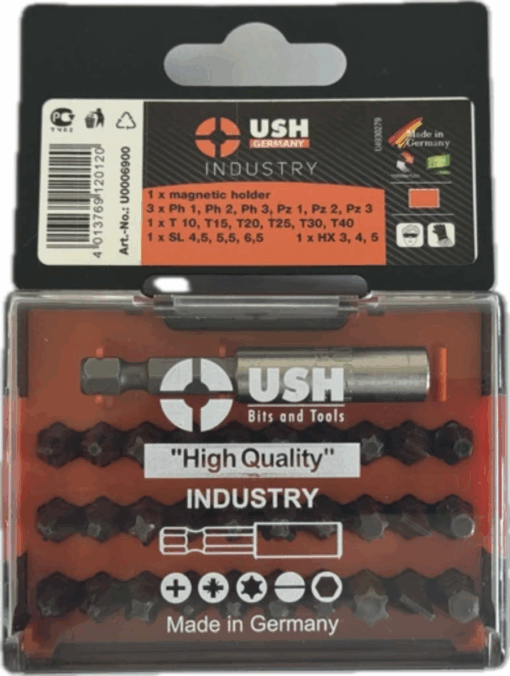 USH
GERMANY
INDUSTRY
Made in
Germany
4 013769 120120
Art.-No.: U0006900
1 x magnetic holder
3 x Ph 1, Ph 2, Ph 3, Pz 1, Pz 2, Pz 3
1 x T 10, T15, T20, T25, T30, T40
1 x SL 4,5, 5,5, 6,5 1 x HX 3, 4, 5
USH
Bits and Tools
"High Quality"
INDUSTRY
Made in Germany